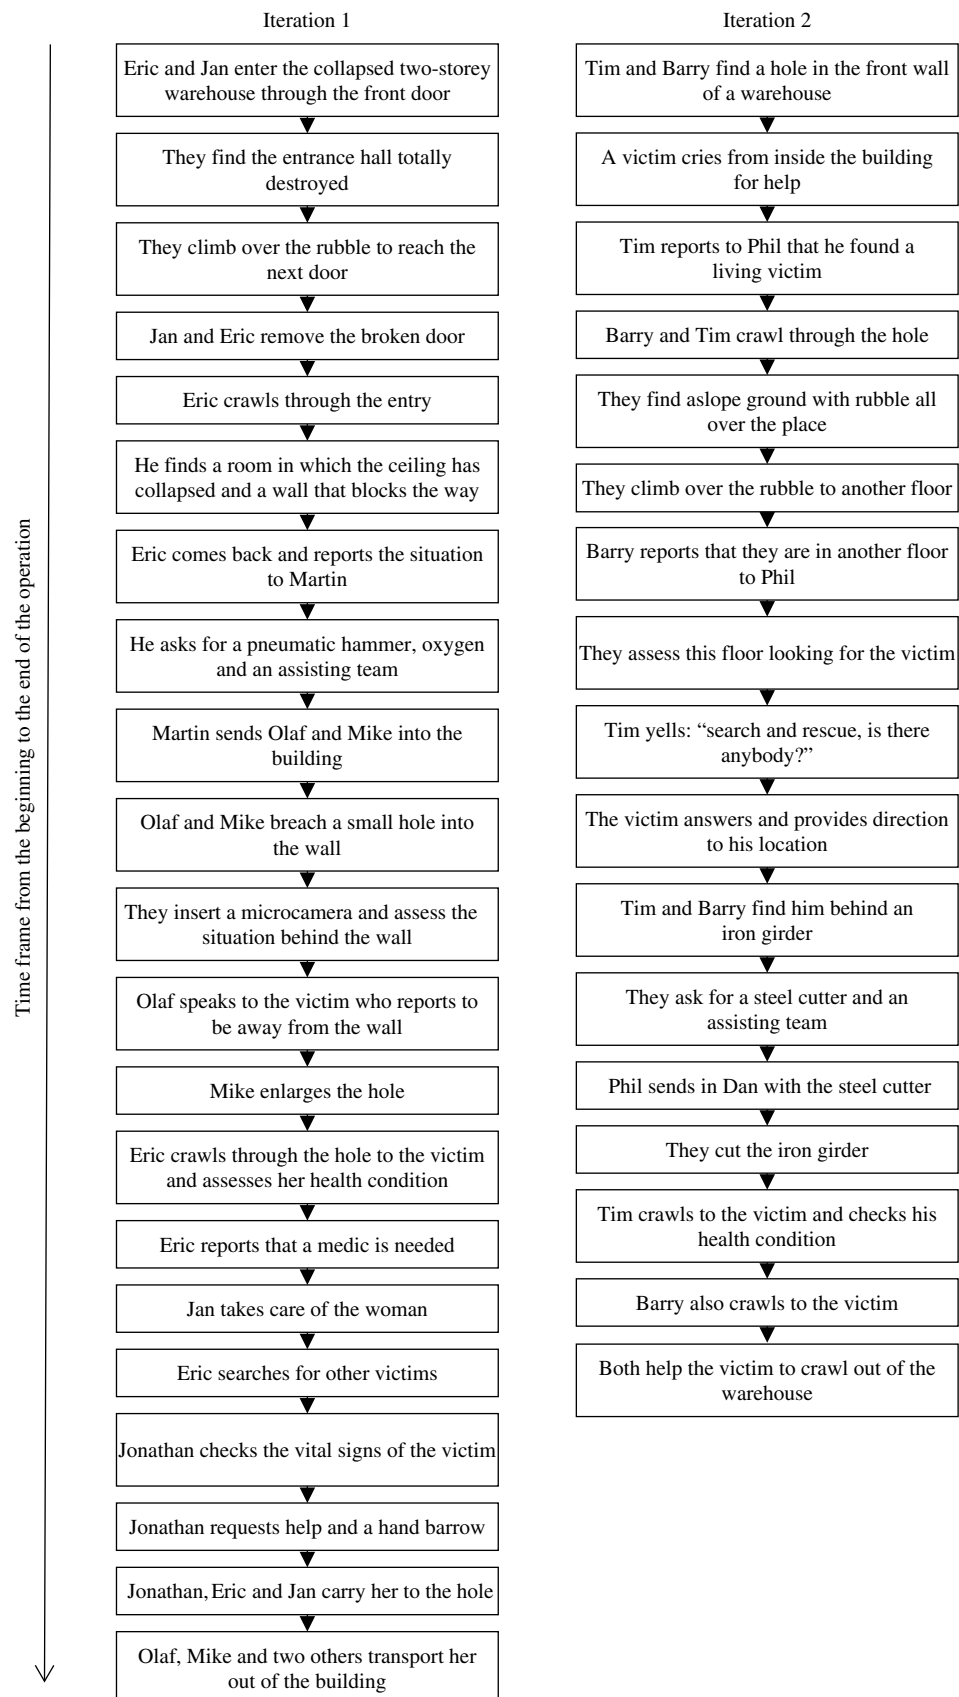 Iteration 1
Eric and Jan enter the collapsed two-storey
warehouse through the front door
They find the entrance hall totally
destroyed
They climb over the rubble to reach the
next door
Jan and Eric remove the broken door
Eric crawls through the entry
He finds a room in which the ceiling has
collapsed and a wall that blocks the way
Eric comes back and reports the situation
to Martin
He asks for a pneumatic hammer, oxygen
and an assisting team
Martin sends Olaf and Mike into the
building
Olaf and Mike breach a small hole into
the wall
They insert a microcamera and assess the
situation behind the wall
Olaf speaks to the victim who reports to
be away from the wall
Mike enlarges the hole
Eric crawls through the hole to the victim
and assesses her health condition
Eric reports that a medic is needed
Jan takes care of the woman
Eric searches for other victims
Jonathan checks the vital signs of the victim
Jonathan requests help and a hand barrow
Jonathan, Eric and Jan carry her to the hole
Olaf, Mike and two others transport her
out of the building
Iteration 2
Tim and Barry find a hole in the front wall
of a warehouse
A victim cries from inside the building
for help
Tim reports to Phil that he found a
living victim
Barry and Tim crawl through the hole
They find aslope ground with rubble all
over the place
They climb over the rubble to another floor
Barry reports that they are in another floor
to Phil
They assess this floor looking for the victim
Tim yells: “search and rescue, is there
anybody?”
The victim answers and provides direction
to his location
Tim and Barry find him behind an
iron girder
They ask for a steel cutter and an
assisting team
Phil sends in Dan with the steel cutter
They cut the iron girder
Tim crawls to the victim and checks his
health condition
Barry also crawls to the victim
Both help the victim to crawl out of the
warehouse
Time frame from the beginning to the end of the operation